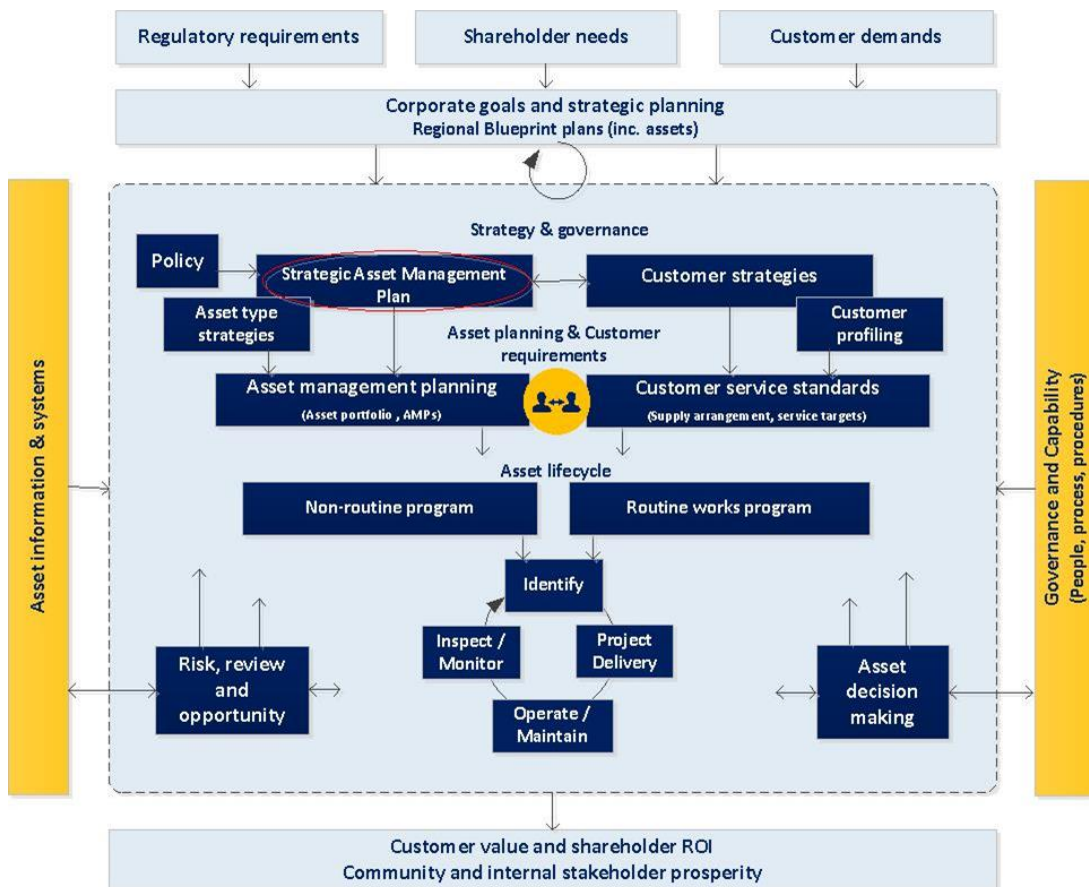 Regulatory requirements
Shareholder needs
Customer demands
Corporate goals and strategic planning
Regional Blueprint plans (inc. assets)
Strategy & governance
Policy
Strategic Asset Management
Plan
Customer strategies
Asset type
strategies
Customer
profiling
Asset planning & Customer
requirements
Asset management planning
(Asset portfolio , AMPs)
Customer service standards
(Supply arrangement, service targets)
Asset lifecycle
Non-routine program
Routine works program
Identify
Inspect /
Monitor
Project
Delivery
Operate /
Maintain
Risk, review
and
opportunity
Asset
decision
making
Asset information & systems
Governance and Capability
(People, process, procedures)
Customer value and shareholder ROI
Community and internal stakeholder prosperity